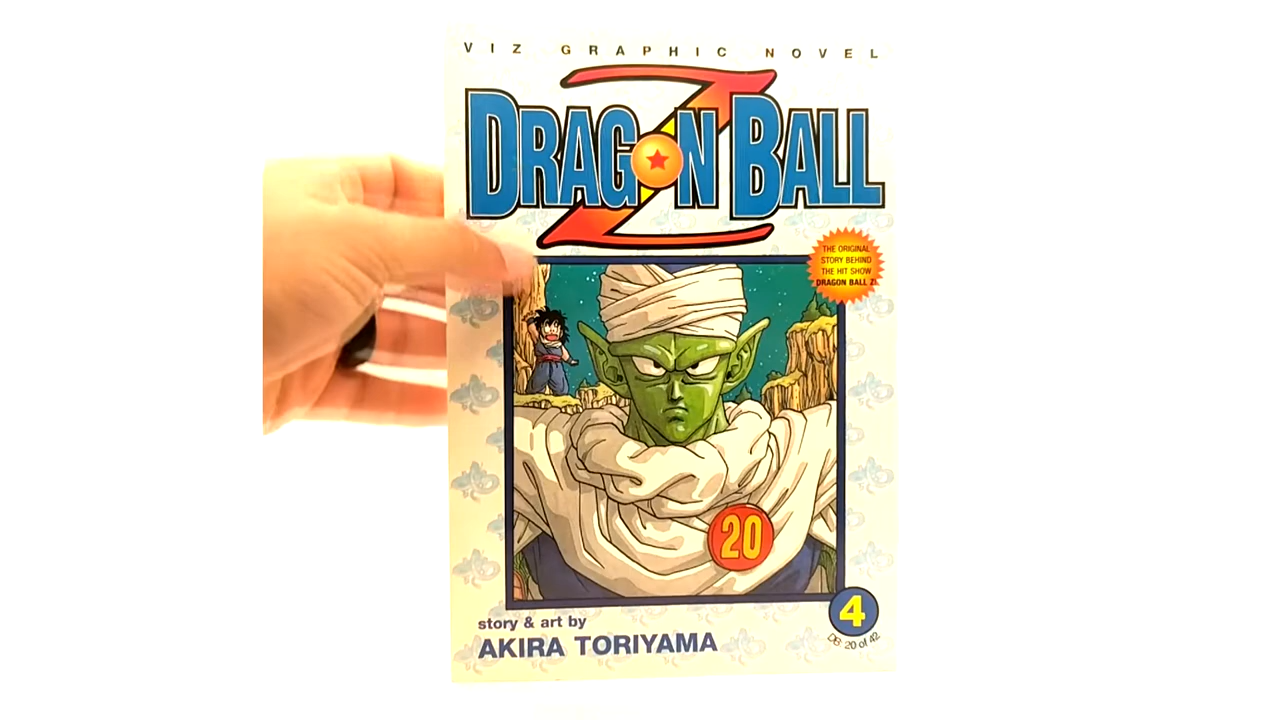 VIZ GRAPHIC NOVEL
DRAGON BALL
Z
THE ORIGINAL
STORY BEHIND
THE HIT SHOW
DRAGON BALL Z!
20
4
DB: 20 of 42
story & art by
AKIRA TORIYAMA